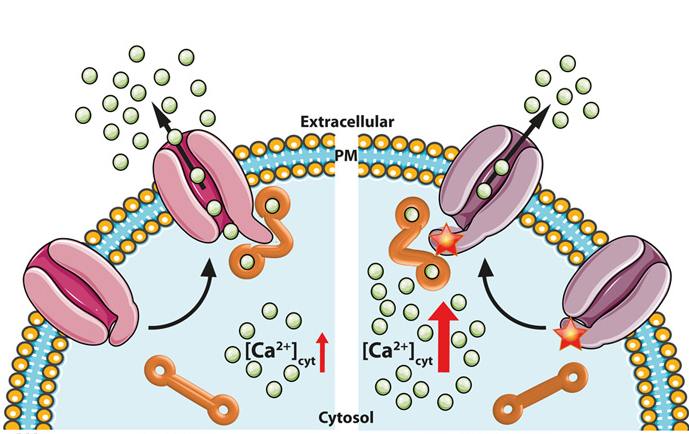 Extracellular
PM
[Ca²⁺]cyt
[Ca²⁺]cyt
Cytosol